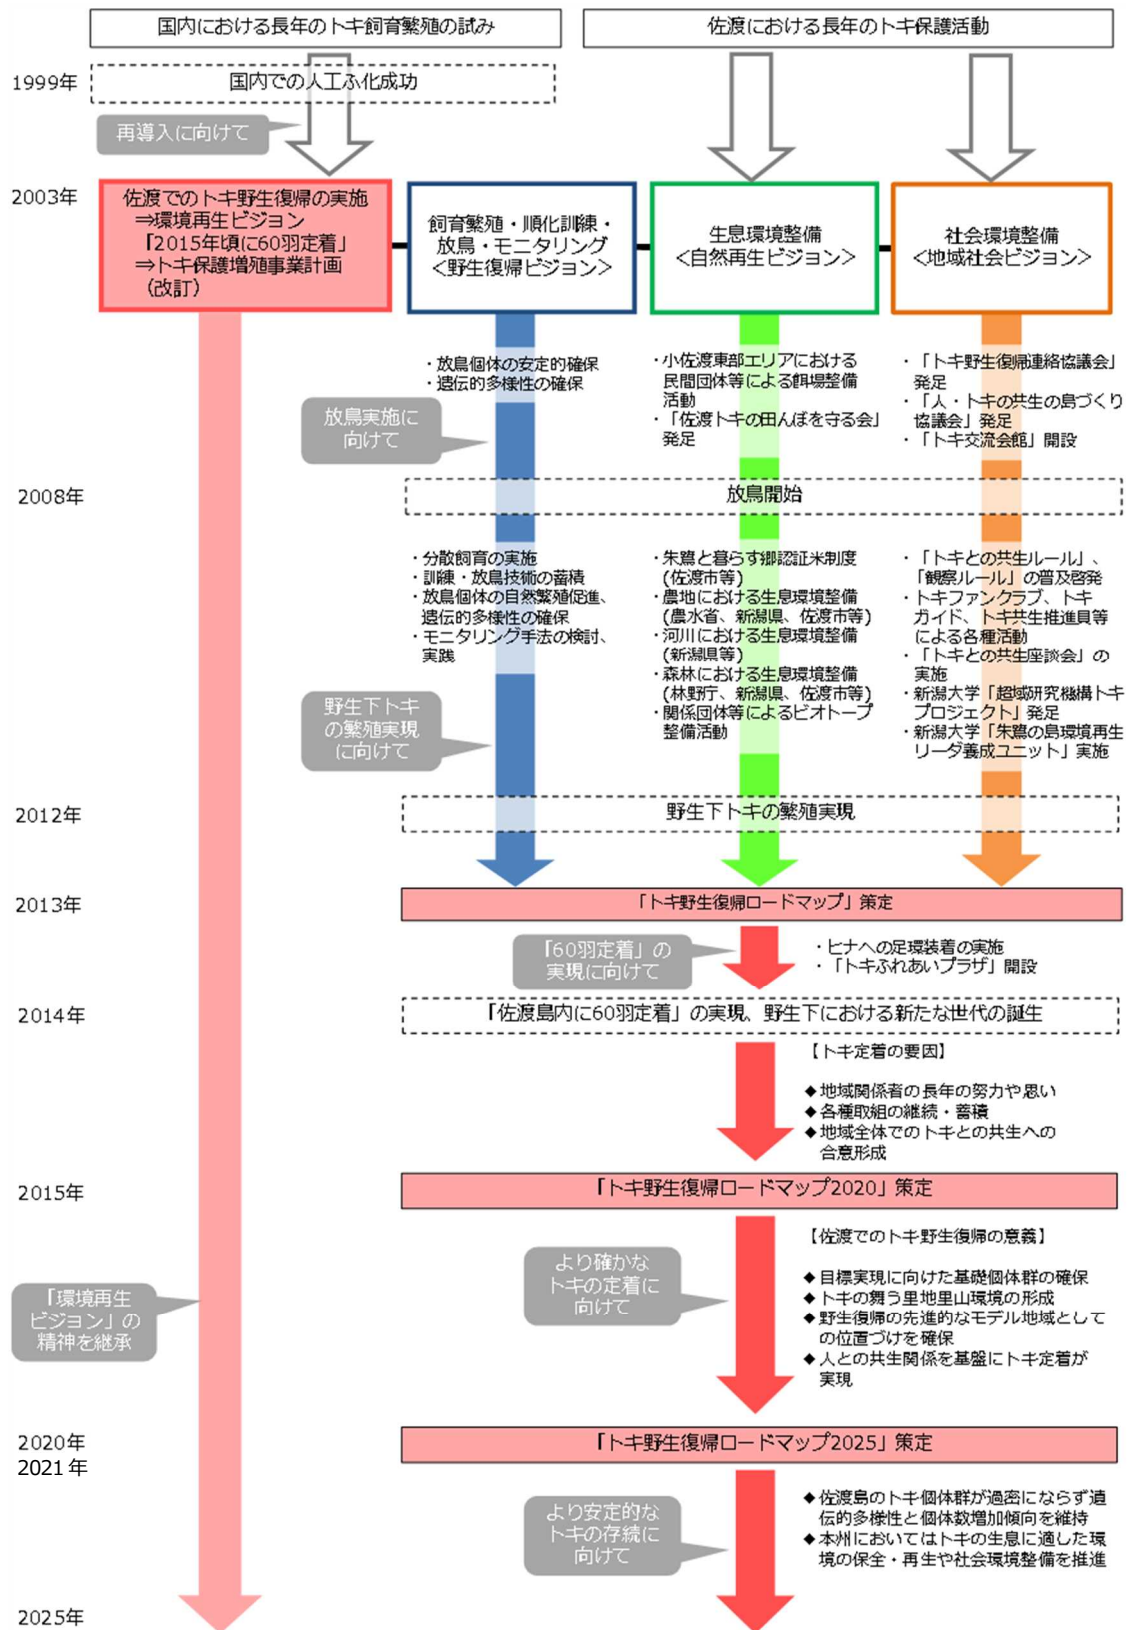 国内における長年のトキ飼育繁殖の試み
佐渡における長年のトキ保護活動
1999年
国内での人工ふ化成功
再導入に向けて
2003年
佐渡でのトキ野生復帰の実施
⇒環境再生ビジョン
「2015年頃に60羽定着」
⇒トキ保護増殖事業計画
(改訂)
飼育繁殖・順化訓練・
放鳥・モニタリング
<野生復帰ビジョン>
生息環境整備
<自然再生ビジョン>
社会環境整備
<地域社会ビジョン>
・放鳥個体の安定的確保
・遺伝的多様性の確保
・小佐渡東部エリアにおける
民間団体等による餌場整備
活動
・「佐渡トキの田んぼを守る会」
発足
・「トキ野生復帰連絡協議会」
発足
・「人・トキの共生の島づくり
協議会」発足
・「トキ交流会館」開設
放鳥実施に
向けて
2008年
放鳥開始
・分散飼育の実施
・訓練・放鳥技術の蓄積
・放鳥個体の自然繁殖促進、
遺伝的多様性の確保
・モニタリング手法の検討、
実践
・朱鷺と暮らす郷認証米制度
(佐渡市等)
・農地における生息環境整備
(農水省、新潟県、佐渡市等)
・河川における生息環境整備
(新潟県等)
・森林における生息環境整備
(林野庁、新潟県、佐渡市等)
・関係団体等によるビオトープ
整備活動
・「トキとの共生ルール」、
「観察ルール」の普及啓発
・トキファンクラブ、トキ
ガイド、トキ共生推進員等
による各種活動
・「トキとの共生座談会」の
実施
・新潟大学「超域研究機構トキ
プロジェクト」発足
・新潟大学「朱鷺の島環境再生
リーダ養成ユニット」実施
野生下トキ
の繁殖実現
に向けて
2012年
野生下トキの繁殖実現
2013年
「トキ野生復帰ロードマップ」策定
「60羽定着」の
実現に向けて
・ヒナへの足環装着の実施
・「トキふれあいプラザ」開設
2014年
「佐渡島内に60羽定着」の実現、野生下における新たな世代の誕生
【トキ定着の要因】
◆地域関係者の長年の努力や思い
◆各種取組の継続・蓄積
◆地域全体でのトキとの共生への
合意形成
2015年
「トキ野生復帰ロードマップ2020」策定
【佐渡でのトキ野生復帰の意義】
より確かな
トキの定着に
向けて
◆目標実現に向けた基礎個体群の確保
◆トキの舞う里地里山環境の形成
◆野生復帰の先進的なモデル地域として
の位置づけを確保
◆人との共生関係を基盤にトキ定着が
実現
「環境再生
ビジョン」の
精神を継承
2020年
2021年
「トキ野生復帰ロードマップ2025」策定
より安定的な
トキの存続に
向けて
◆佐渡島のトキ個体群が過密にならず遺
伝的多様性と個体数増加傾向を維持
◆本州においてはトキの生息に適した環
境の保全・再生や社会環境整備を推進
2025年